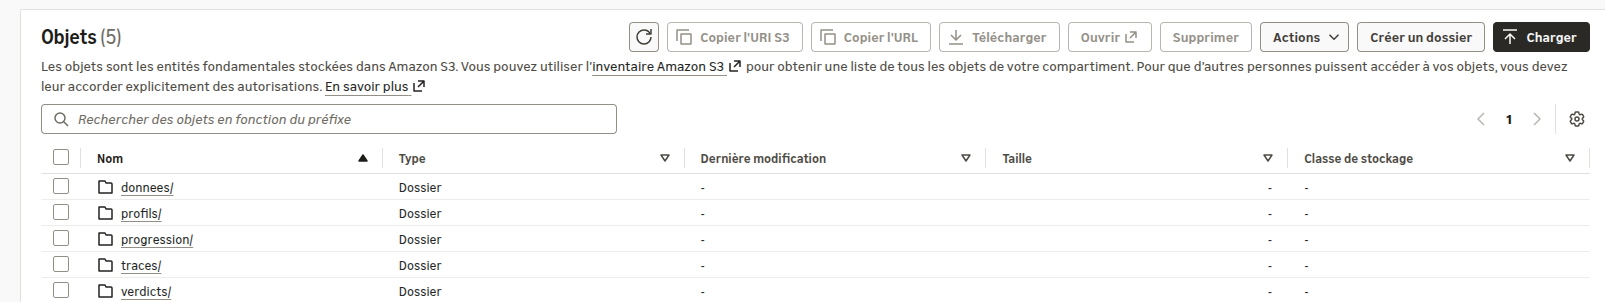 Objets (5)
Copier l'URI S3
Copier l'URL
Télécharger
Ouvrir
Supprimer
Actions
Créer un dossier
Charger
Les objets sont les entités fondamentales stockées dans Amazon S3. Vous pouvez utiliser l'inventaire Amazon S3 pour obtenir une liste de tous les objets de votre compartiment. Pour que d'autres personnes puissent accéder à vos objets, vous devez
leur accorder explicitement des autorisations. En savoir plus
Rechercher des objets en fonction du préfixe
1
Nom Type Dernière modification Taille Classe de stockage
donnees/ Dossier - - -
profils/ Dossier - - -
progression/ Dossier - - -
traces/ Dossier - - -
verdicts/ Dossier - - -